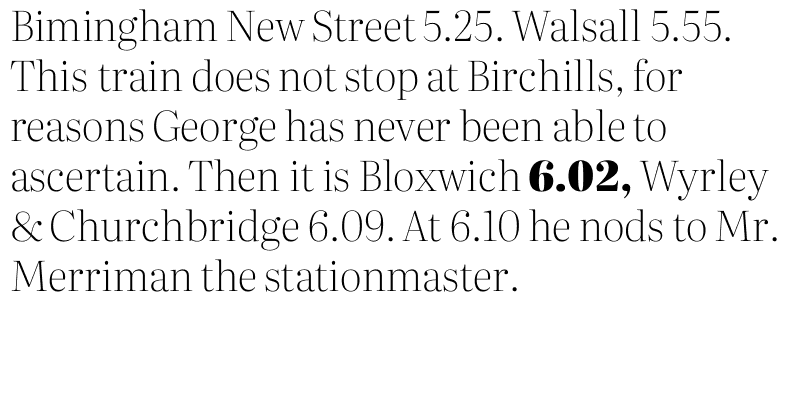 Bimingham New Street 5.25. Walsall 5.55.
This train does not stop at Birchills, for
reasons George has never been able to
ascertain. Then it is Bloxwich 6.02, Wyrley
& Churchbridge 6.09. At 6.10 he nods to Mr.
Merriman the stationmaster.